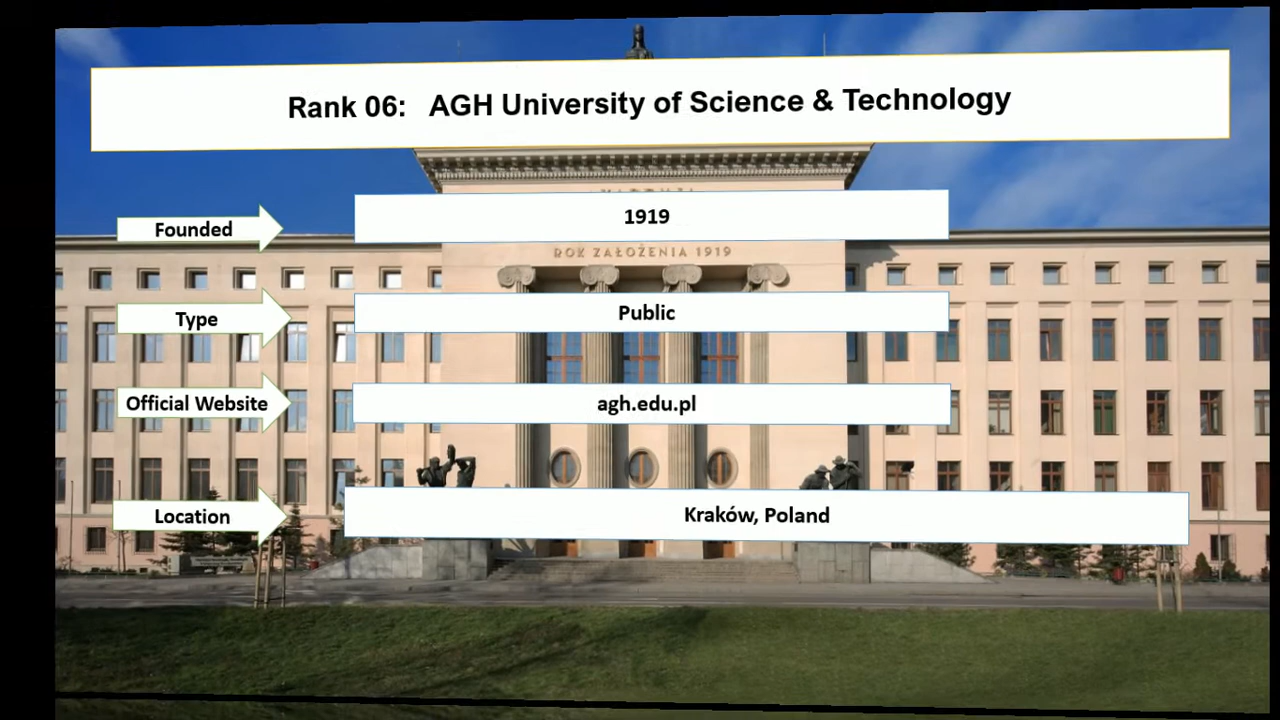 Rank 06: AGH University of Science & Technology
Founded
1919
ROK ZAŁOŻENIA 1919
Type
Public
Official Website
agh.edu.pl
Location
Kraków, Poland